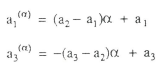 a₁⁽ᵅ⁾ = (a₂ − a₁)α + a₁
a₃⁽ᵅ⁾ = −(a₃ − a₂)α + a₃